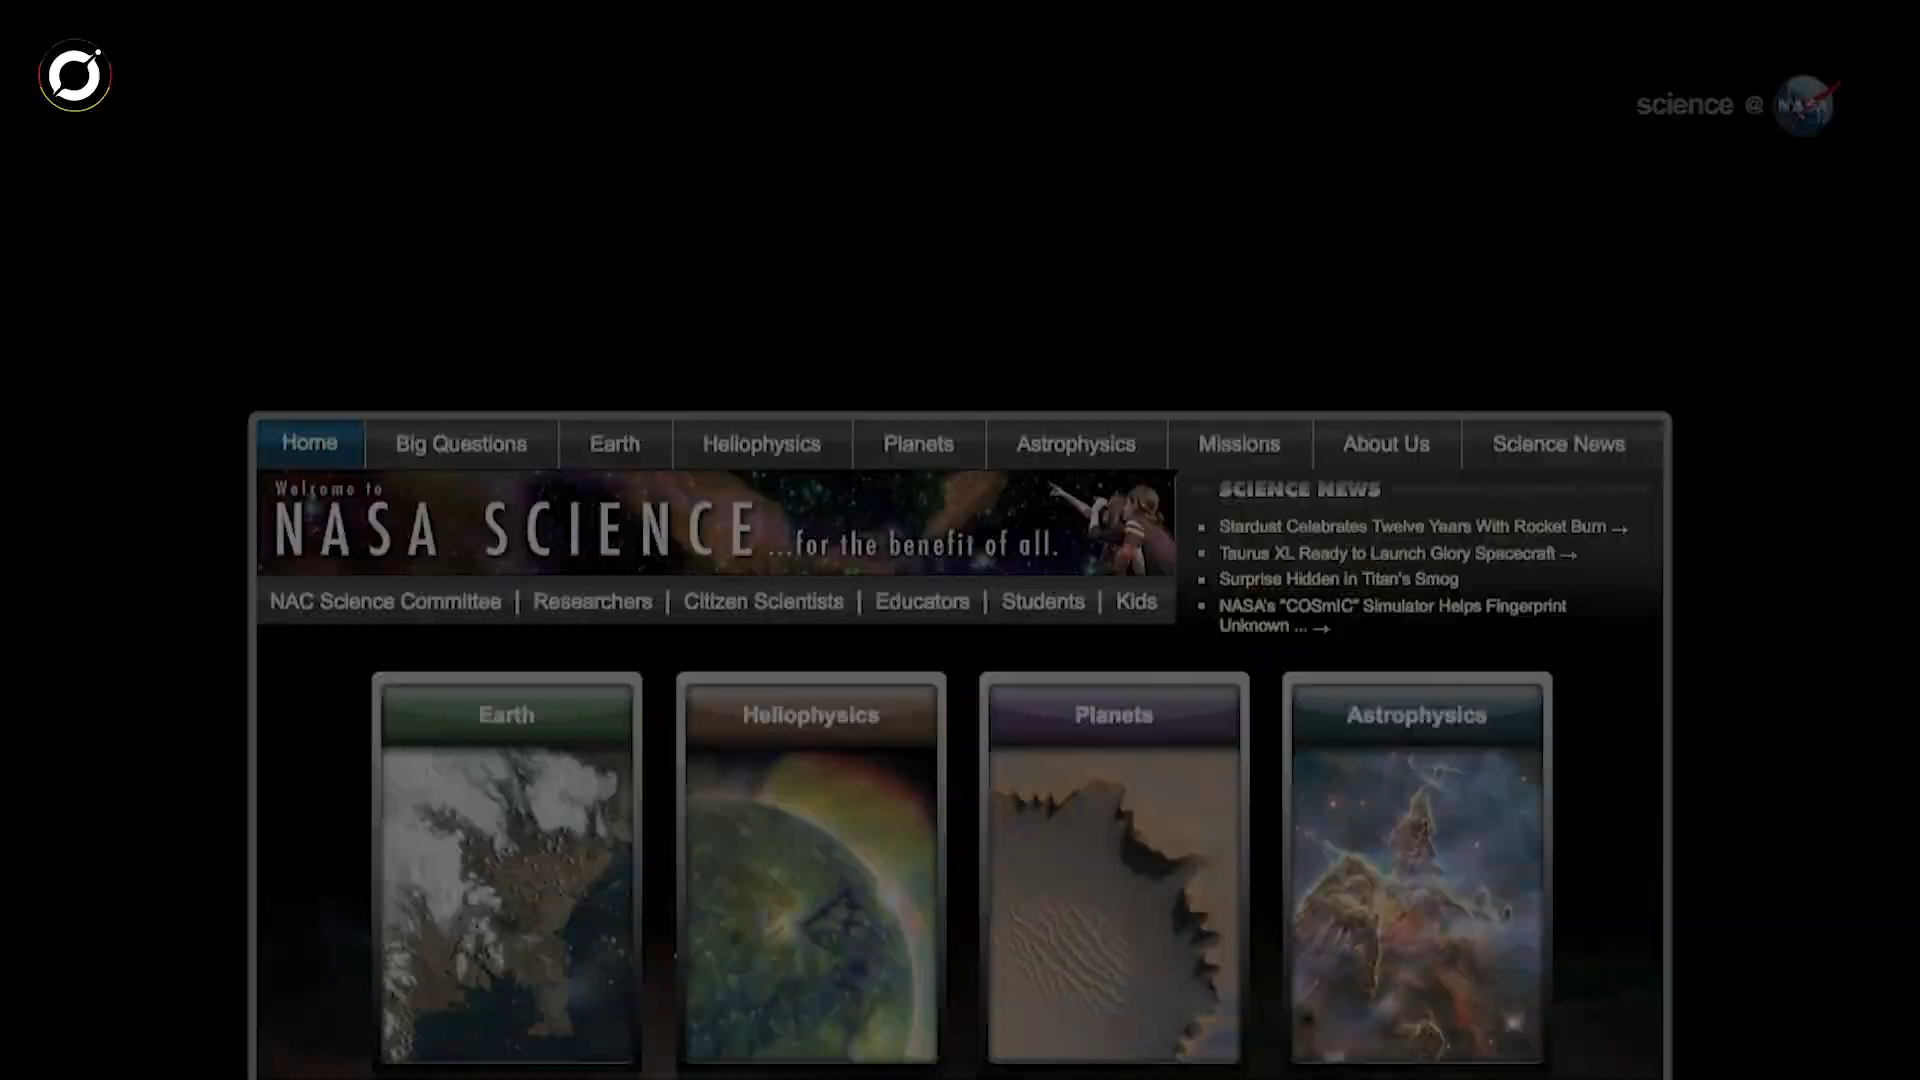 science @ NASA
Home Big Questions Earth Heliophysics Planets Astrophysics Missions About Us Science News
Welcome to
NASA SCIENCE ...for the benefit of all.
NAC Science Committee | Researchers | Citizen Scientists | Educators | Students | Kids
SCIENCE NEWS
Stardust Celebrates Twelve Years With Rocket Burn →
Taurus XL Ready to Launch Glory Spacecraft →
Surprise Hidden in Titan's Smog
NASA's "COSmIC" Simulator Helps Fingerprint
Unknown ... →
Earth Heliophysics Planets Astrophysics